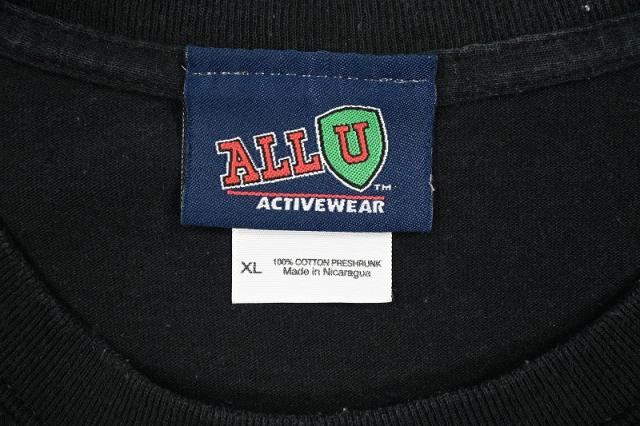 ALL U
TM
ACTIVEWEAR
XL
100% COTTON PRESHRUNK
Made in Nicaragua